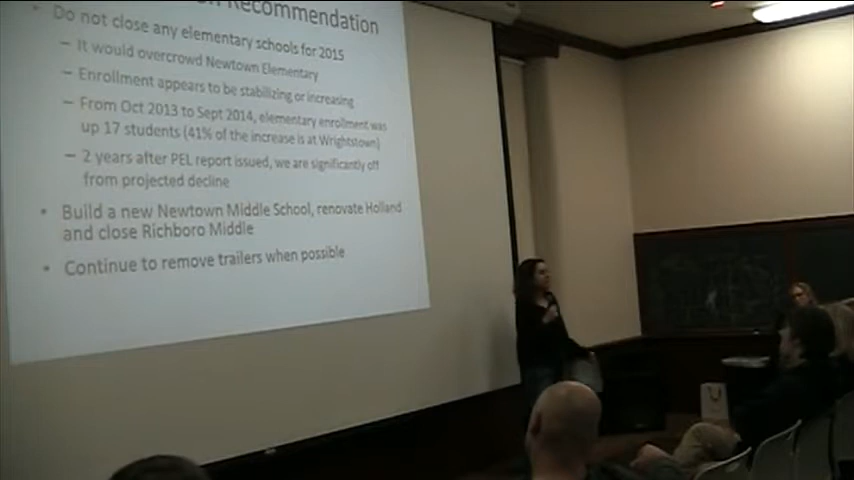 Recommendation
• Do not close any elementary schools for 2015
– It would overcrowd Newtown Elementary
– Enrollment appears to be stabilizing or increasing
– From Oct 2013 to Sept 2014, elementary enrollment was
up 17 students (41% of the increase is at Wrightstown)
– 2 years after PEL report issued, we are significantly off
from projected decline
• Build a new Newtown Middle School, renovate Holland
and close Richboro Middle
• Continue to remove trailers when possible